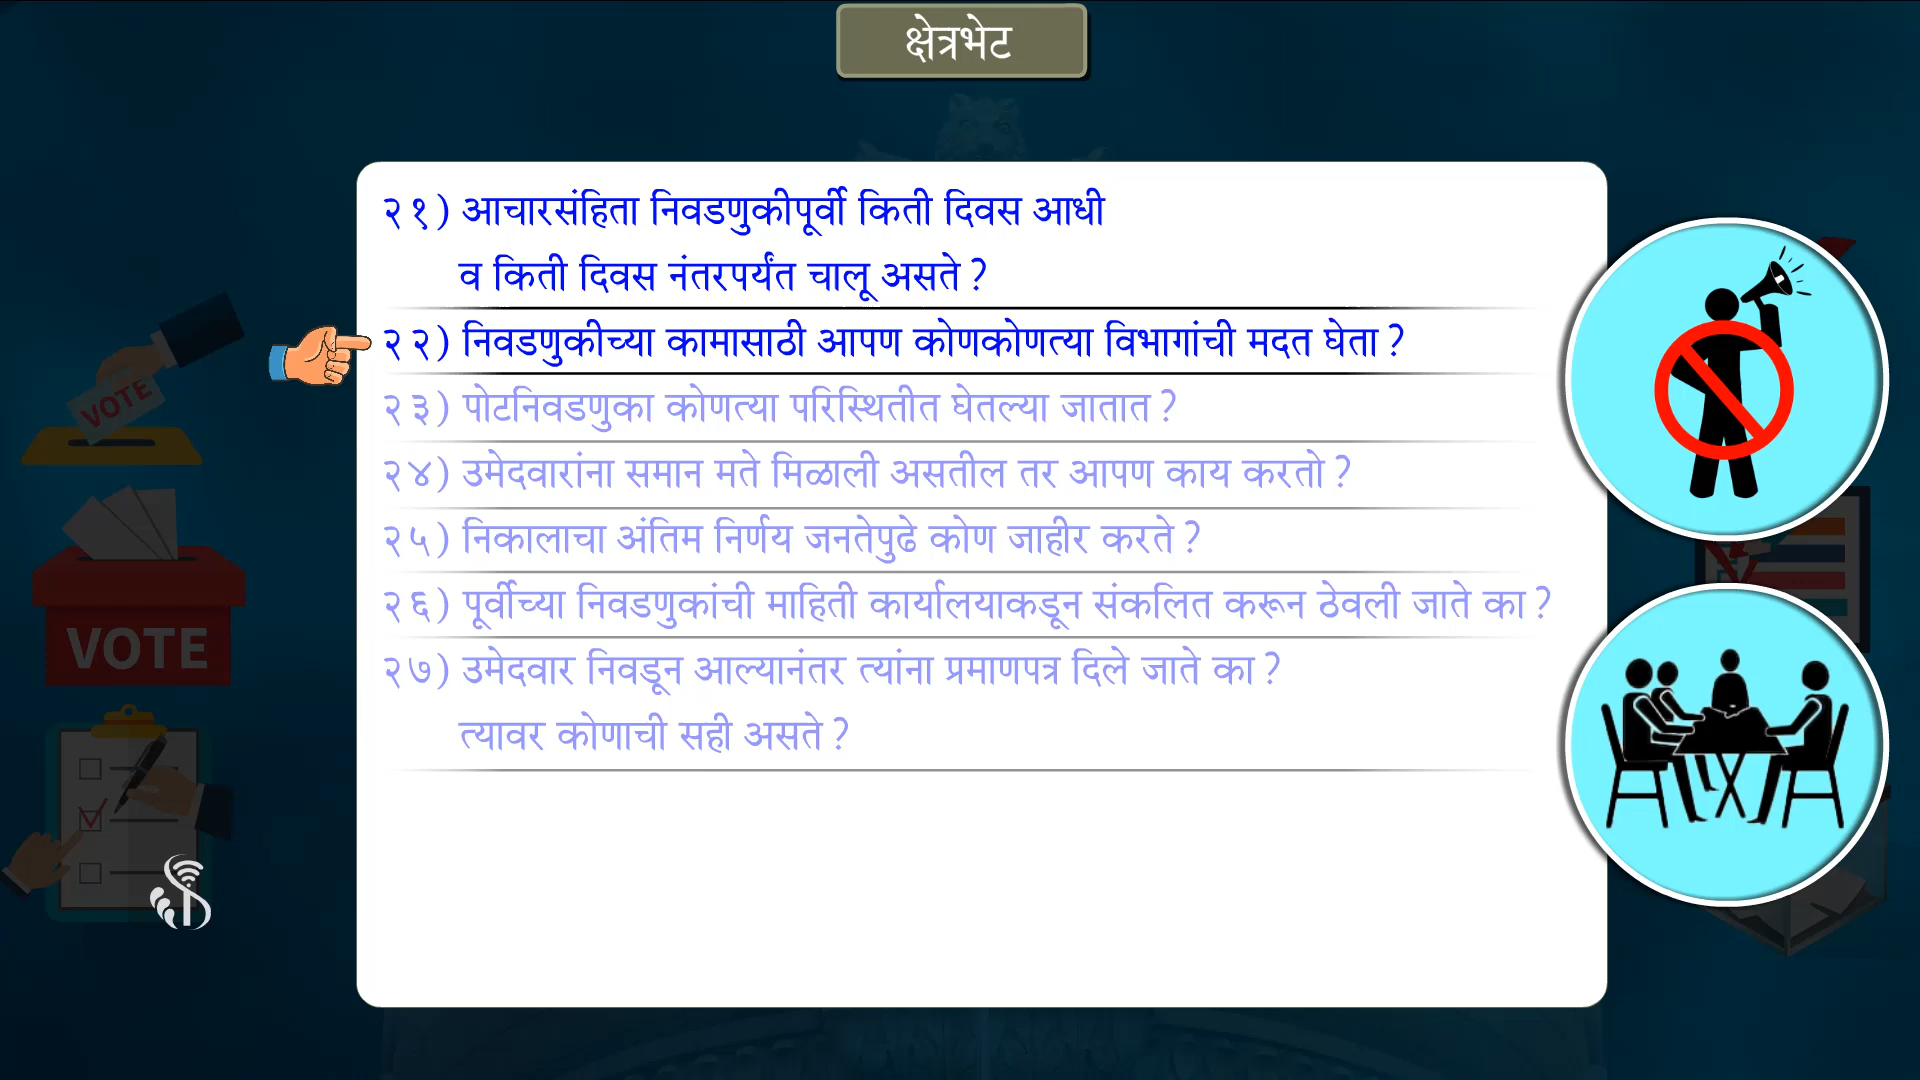 क्षेत्रभेट
२१) आचारसंहिता निवडणुकीपूर्वी किती दिवस आधी
व किती दिवस नंतरपर्यंत चालू असते ?
२२) निवडणुकीच्या कामासाठी आपण कोणकोणत्या विभागांची मदत घेता ?
२३) पोटनिवडणुका कोणत्या परिस्थितीत घेतल्या जातात ?
२४) उमेदवारांना समान मते मिळाली असतील तर आपण काय करतो ?
२५) निकालाचा अंतिम निर्णय जनतेपुढे कोण जाहीर करते ?
२६) पूर्वीच्या निवडणुकांची माहिती कार्यालयाकडून संकलित करून ठेवली जाते का ?
२७) उमेदवार निवडून आल्यानंतर त्यांना प्रमाणपत्र दिले जाते का ?
त्यावर कोणाची सही असते ?
VOTE
VOTE